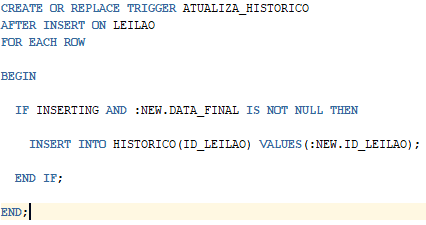 CREATE OR REPLACE TRIGGER ATUALIZA_HISTORICO
AFTER INSERT ON LEILAO
FOR EACH ROW
BEGIN
IF INSERTING AND :NEW.DATA_FINAL IS NOT NULL THEN
INSERT INTO HISTORICO(ID_LEILAO) VALUES(:NEW.ID_LEILAO);
END IF;
END;